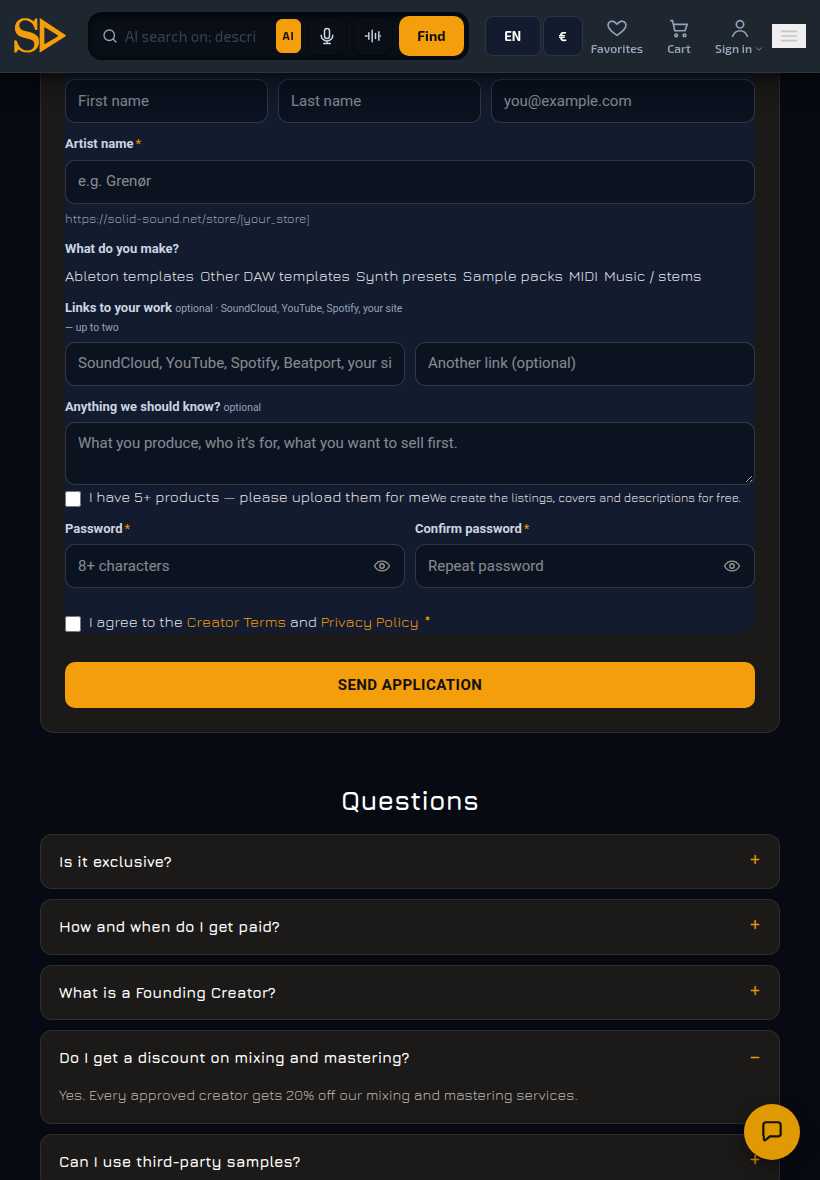 AI search on: descri
AI
Find
EN
€
Favorites
Cart
Sign in
First name
Last name
you@example.com
Artist name*
e.g. Grenør
https://solid-sound.net/store/[your_store]
What do you make?
Ableton templates Other DAW templates Synth presets Sample packs MIDI Music / stems
Links to your work optional · SoundCloud, YouTube, Spotify, your site
— up to two
SoundCloud, YouTube, Spotify, Beatport, your si
Another link (optional)
Anything we should know? optional
What you produce, who it's for, what you want to sell first.
I have 5+ products — please upload them for meWe create the listings, covers and descriptions for free.
Password*
Confirm password*
8+ characters
Repeat password
I agree to the Creator Terms and Privacy Policy *
SEND APPLICATION
Questions
Is it exclusive?
+
How and when do I get paid?
+
What is a Founding Creator?
+
Do I get a discount on mixing and mastering?
−
Yes. Every approved creator gets 20% off our mixing and mastering services.
Can I use third-party samples?
+